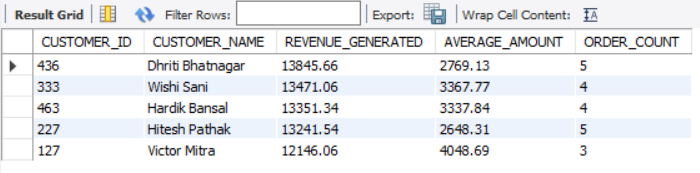 Result Grid Filter Rows: Export: Wrap Cell Content: IA
CUSTOMER_ID CUSTOMER_NAME REVENUE_GENERATED AVERAGE_AMOUNT ORDER_COUNT
436 Dhriti Bhatnagar 13845.66 2769.13 5
333 Wishi Sani 13471.06 3367.77 4
463 Hardik Bansal 13351.34 3337.84 4
227 Hitesh Pathak 13241.54 2648.31 5
127 Victor Mitra 12146.06 4048.69 3